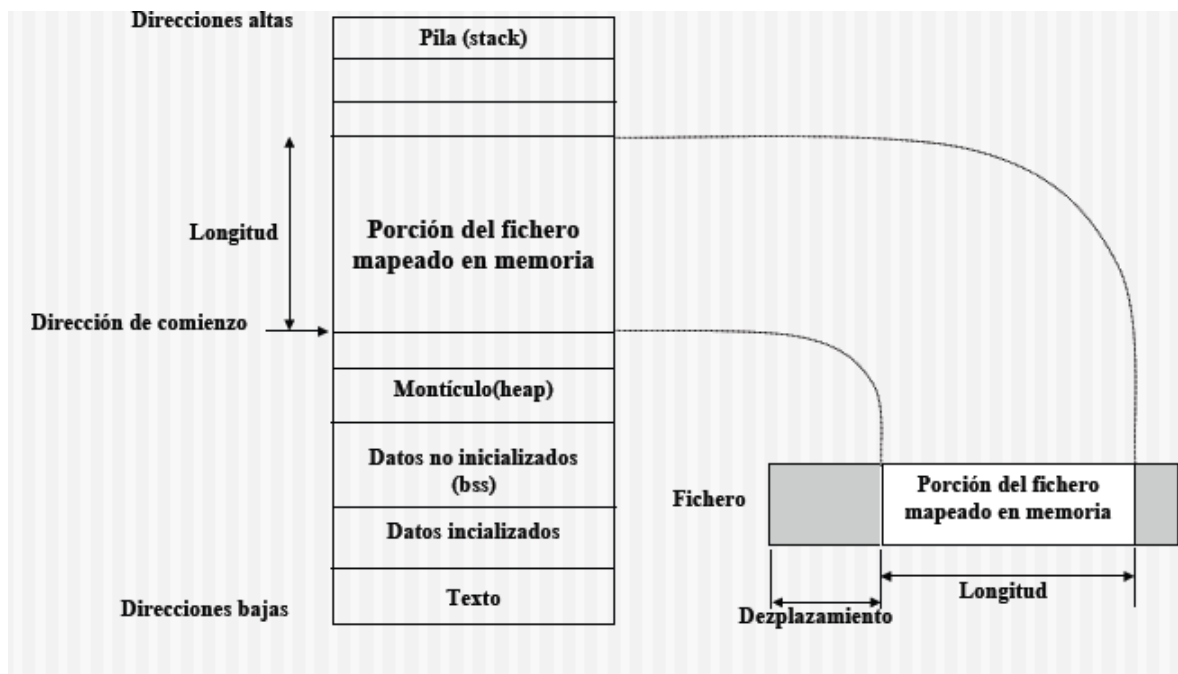 Direcciones altas
Pila (stack)
Longitud
Porción del fichero
mapeado en memoria
Dirección de comienzo
Montículo(heap)
Datos no inicializados
(bss)
Datos incializados
Texto
Direcciones bajas
Fichero
Porción del fichero
mapeado en memoria
Longitud
Dezplazamiento